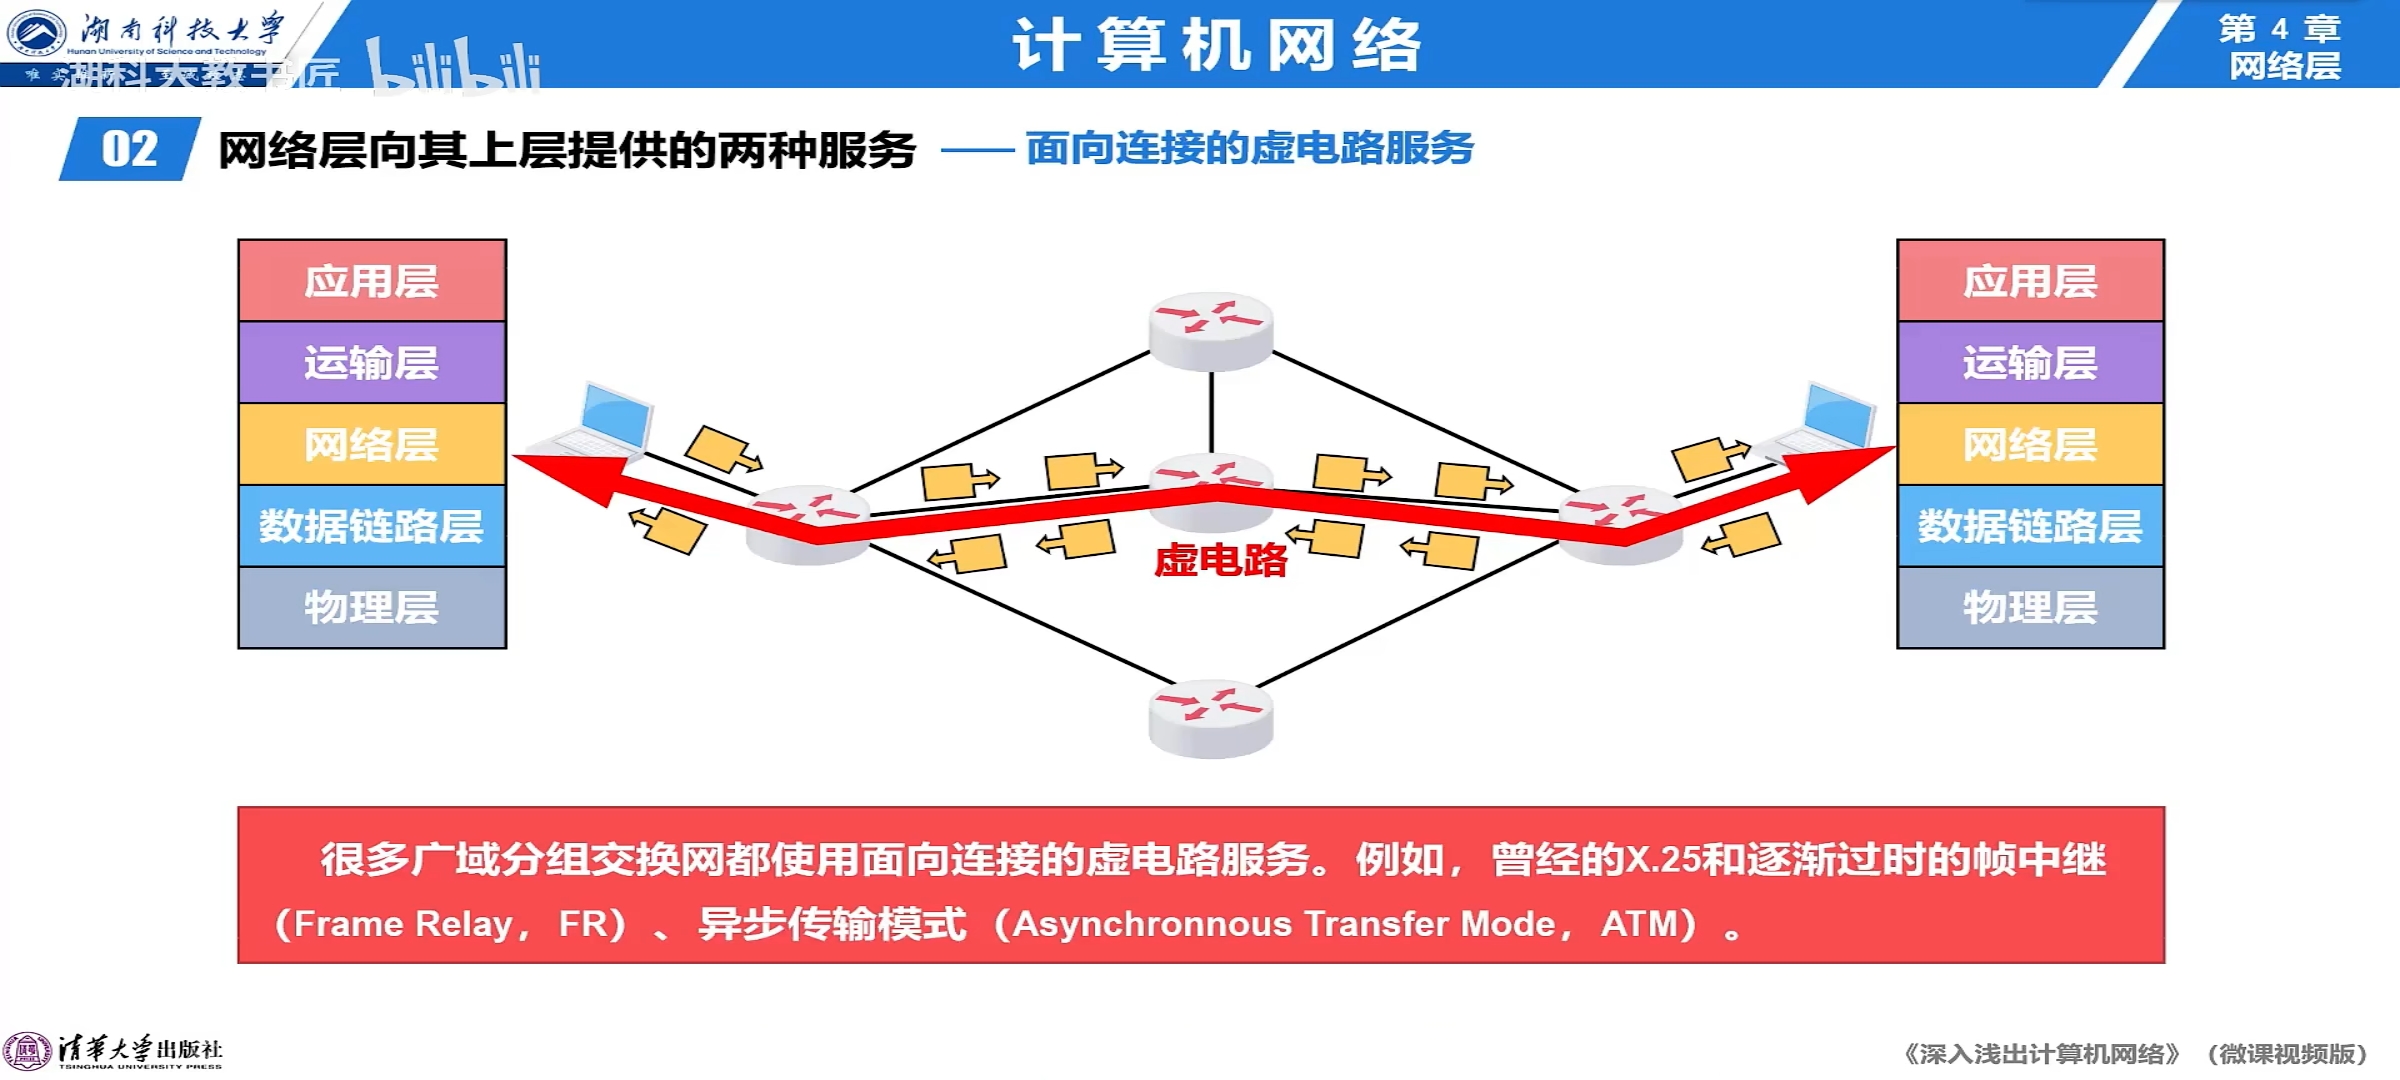 湖南科技大学
Hunan University of Science and Technology
湖科大教书匠 bilibili
计算机网络
第 4 章
网络层
02 网络层向其上层提供的两种服务 —— 面向连接的虚电路服务
应用层
运输层
网络层
数据链路层
物理层
虚电路
应用层
运输层
网络层
数据链路层
物理层
很多广域分组交换网都使用面向连接的虚电路服务。例如，曾经的X.25和逐渐过时的帧中继
（Frame Relay，FR）、异步传输模式（Asynchronnous Transfer Mode，ATM）。
清华大学出版社
TSINGHUA UNIVERSITY PRESS
《深入浅出计算机网络》（微课视频版）